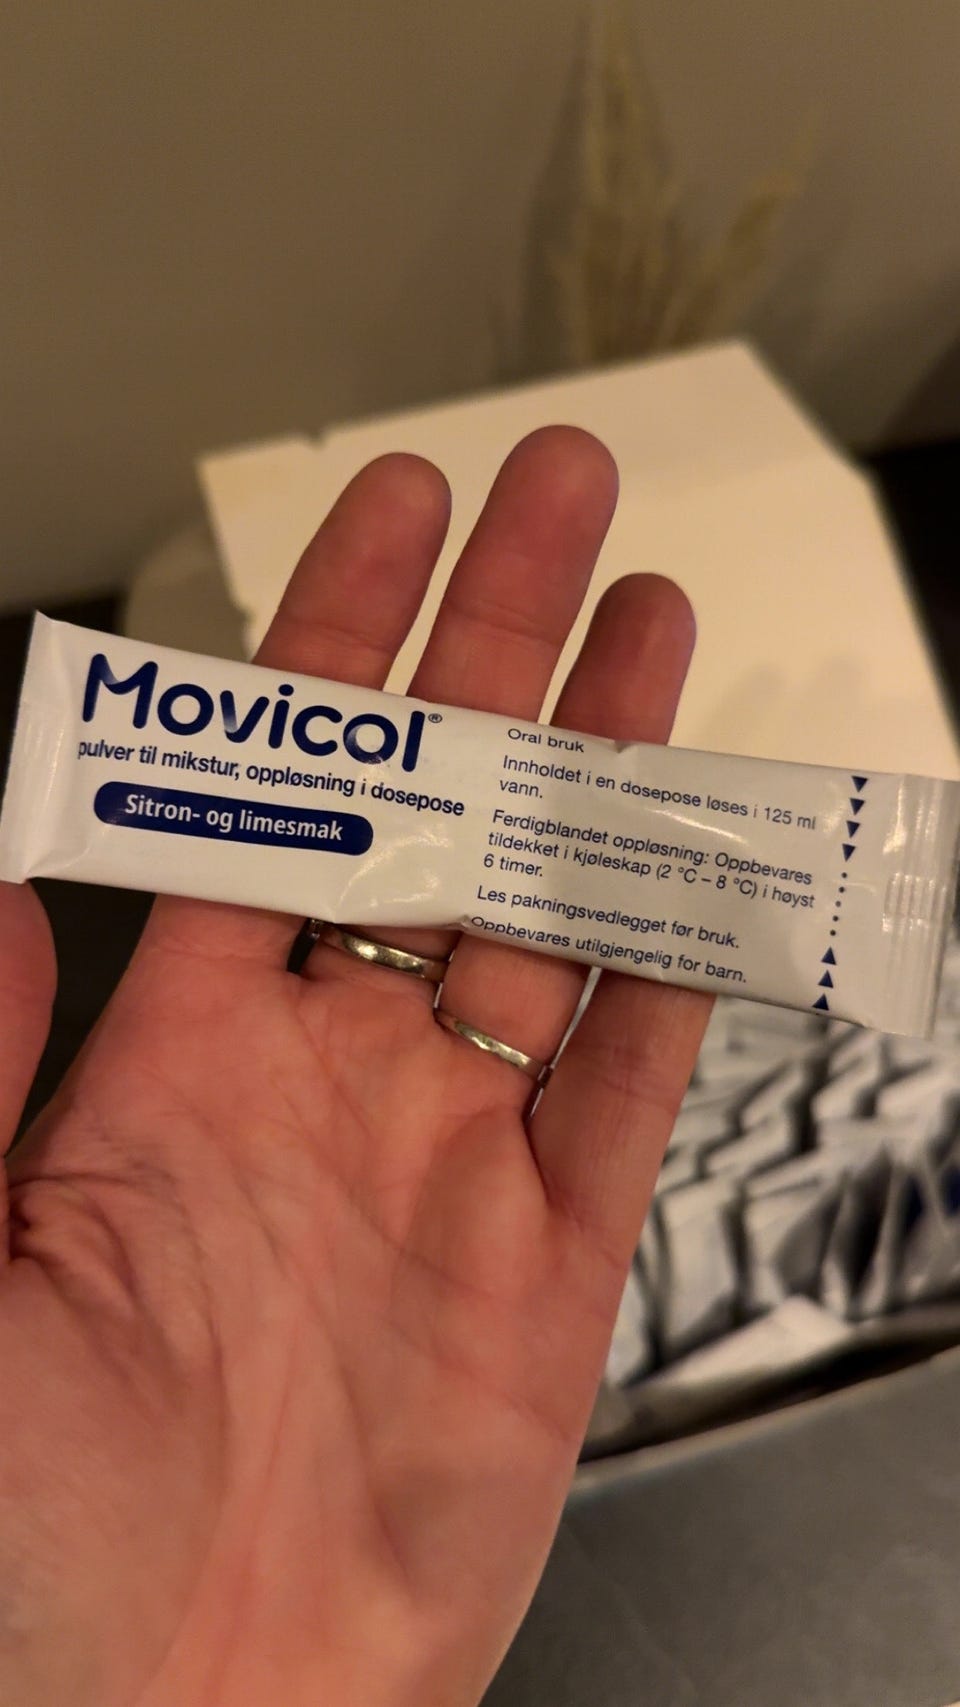 Movicol®
pulver til mikstur, oppløsning i dosepose
Sitron- og limesmak
Oral bruk
Innholdet i en dosepose løses i 125 ml
vann.
Ferdigblandet oppløsning: Oppbevares
tildekket i kjøleskap (2 °C – 8 °C) i høyst
6 timer.
Les pakningsvedlegget før bruk.
Oppbevares utilgjengelig for barn.